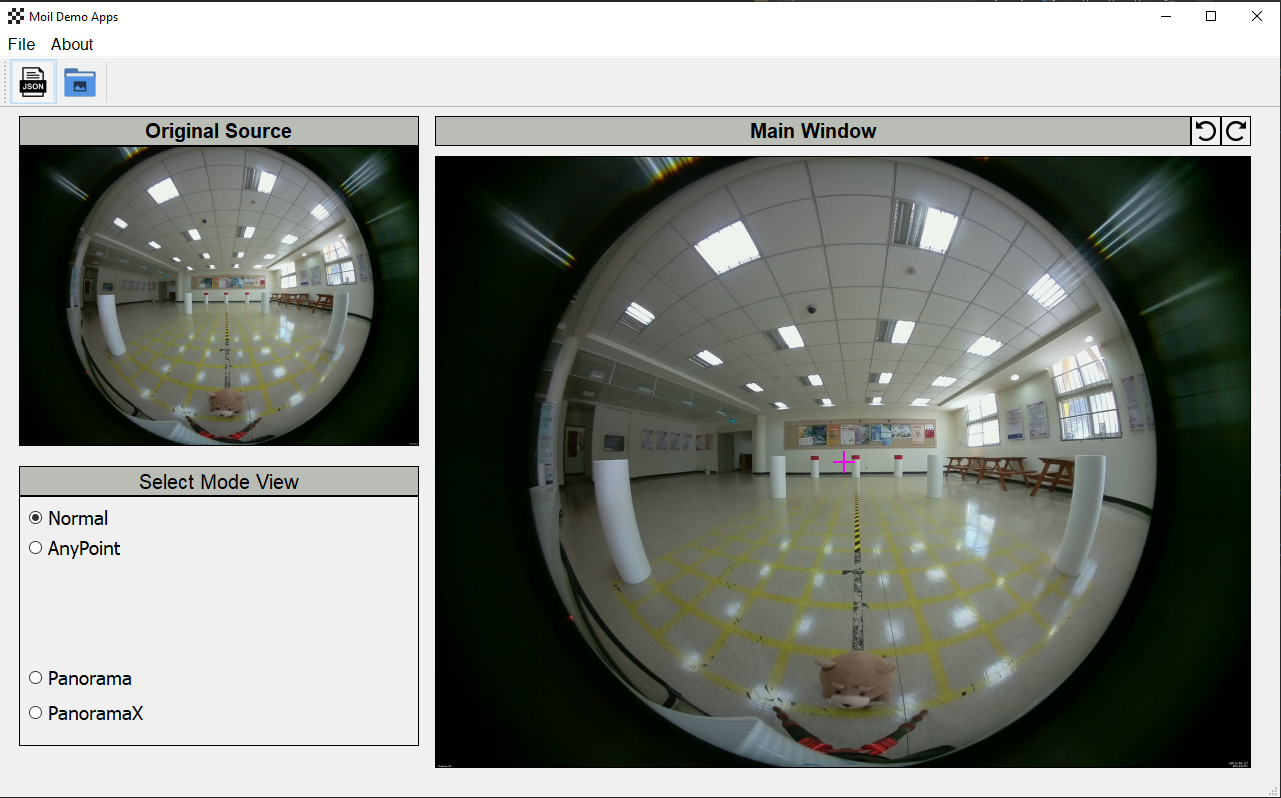 Moil Demo Apps
File About
JSON
Original Source
Main Window
Select Mode View
Normal
AnyPoint
Panorama
PanoramaX